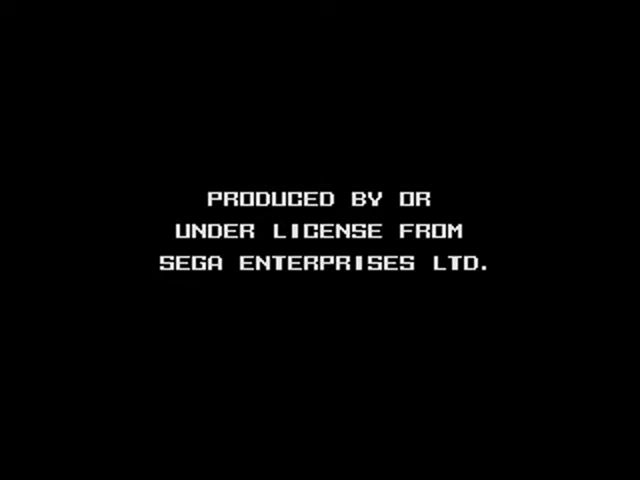 PRODUCED BY OR
UNDER LICENSE FROM
SEGA ENTERPRISES LTD.